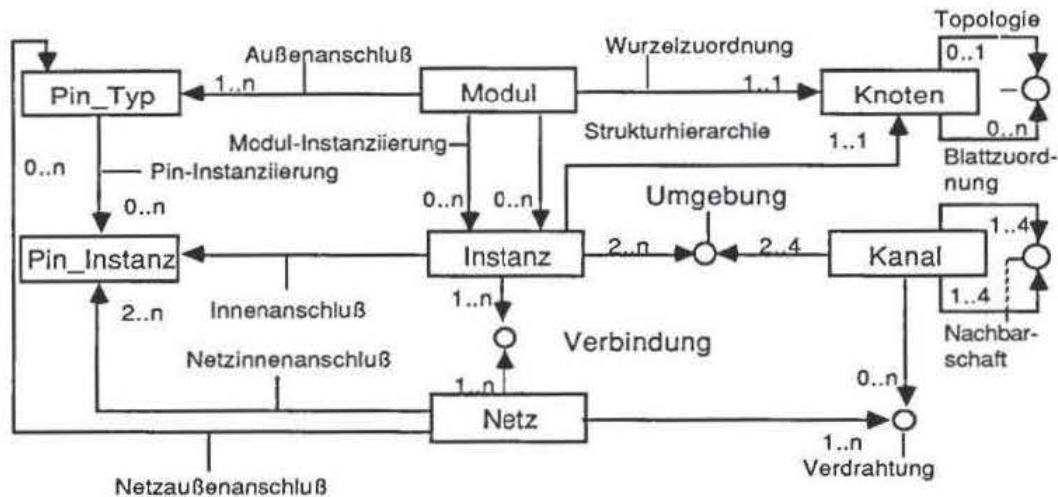 Topologie
Außenanschluß
Wurzelzuordnung
0..1
Pin_Typ
1..n
Modul
1..1
Knoten
Modul-Instanziierung
Strukturhierarchie
1..1
0..n
0..n
Pin-Instanziierung
Blattzuord-
nung
0..n
0..n
0..n
Umgebung
1..4
Pin_Instanz
Instanz
2..n
2..4
Kanal
2..n
Innenanschluß
1..n
1..4
Verbindung
Nachbar-
schaft
Netzinnenanschluß
1..n
0..n
Netz
1..n
Netzaußenanschluß
Verdrahtung